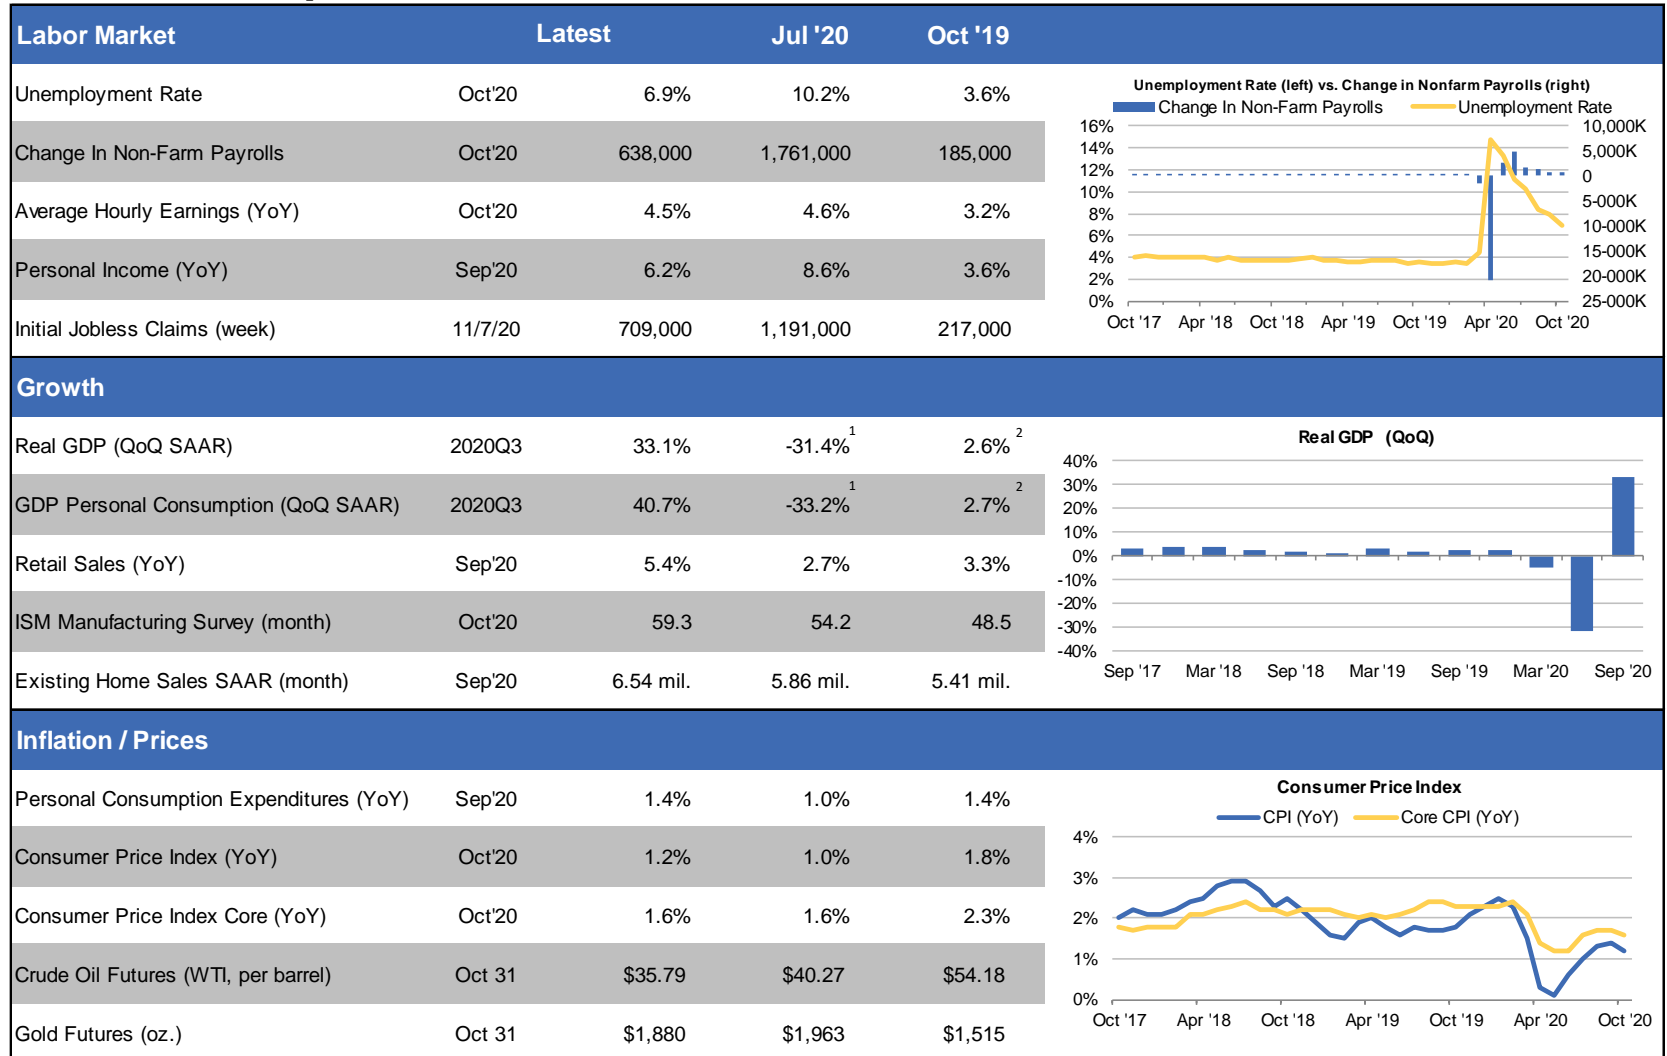 Labor Market Latest Jul '20 Oct '19
Unemployment Rate Oct'20 6.9% 10.2% 3.6%
Change In Non-Farm Payrolls Oct'20 638,000 1,761,000 185,000
Average Hourly Earnings (YoY) Oct'20 4.5% 4.6% 3.2%
Personal Income (YoY) Sep'20 6.2% 8.6% 3.6%
Initial Jobless Claims (week) 11/7/20 709,000 1,191,000 217,000
Unemployment Rate (left) vs. Change in Nonfarm Payrolls (right)
Change In Non-Farm Payrolls Unemployment Rate
16% 10,000K
14% 5,000K
12% 0
10% 5-000K
8% 10-000K
6% 15-000K
4% 20-000K
2% 25-000K
0%
Oct '17 Apr '18 Oct '18 Apr '19 Oct '19 Apr '20 Oct '20
Growth
Real GDP (QoQ SAAR) 2020Q3 33.1% -31.4% 1 2.6% 2
GDP Personal Consumption (QoQ SAAR) 2020Q3 40.7% -33.2% 1 2.7% 2
Retail Sales (YoY) Sep'20 5.4% 2.7% 3.3%
ISM Manufacturing Survey (month) Oct'20 59.3 54.2 48.5
Existing Home Sales SAAR (month) Sep'20 6.54 mil. 5.86 mil. 5.41 mil.
Real GDP (QoQ)
40%
30%
20%
10%
0%
-10%
-20%
-30%
-40%
Sep '17 Mar '18 Sep '18 Mar '19 Sep '19 Mar '20 Sep '20
Inflation / Prices
Personal Consumption Expenditures (YoY) Sep'20 1.4% 1.0% 1.4%
Consumer Price Index (YoY) Oct'20 1.2% 1.0% 1.8%
Consumer Price Index Core (YoY) Oct'20 1.6% 1.6% 2.3%
Crude Oil Futures (WTI, per barrel) Oct 31 $35.79 $40.27 $54.18
Gold Futures (oz.) Oct 31 $1,880 $1,963 $1,515
Consumer Price Index
CPI (YoY) Core CPI (YoY)
4%
3%
2%
1%
0%
Oct '17 Apr '18 Oct '18 Apr '19 Oct '19 Apr '20 Oct '20